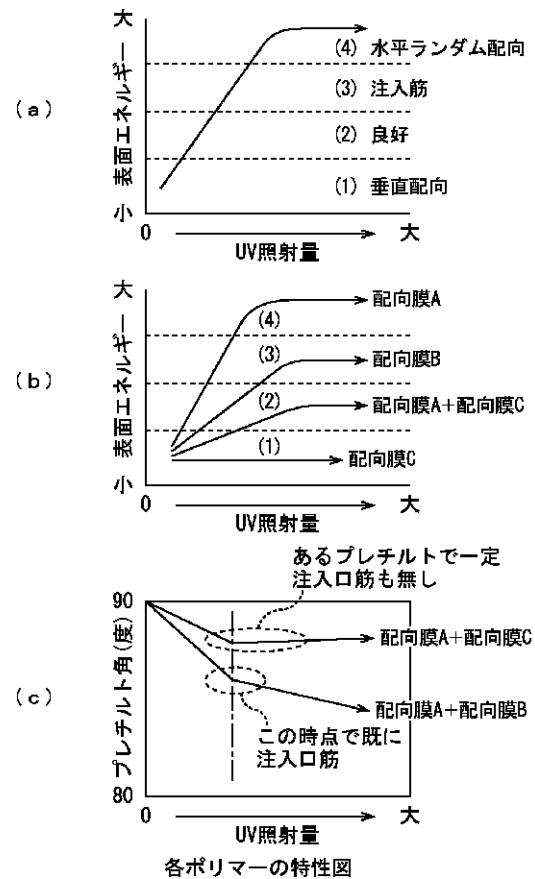 (a)
大
表面エネルギー
小
(4) 水平ランダム配向
(3) 注入筋
(2) 良好
(1) 垂直配向
0
大
UV照射量
(b)
大
表面エネルギー
小
配向膜A
(4)
(3)
配向膜B
(2)
配向膜A+配向膜C
(1)
配向膜C
0
大
UV照射量
(c)
あるプレチルトで一定
注入口筋も無し
90
プレチルト角(度)
80
配向膜A+配向膜C
配向膜A+配向膜B
この時点で既に
注入口筋
0
大
UV照射量
各ポリマーの特性図